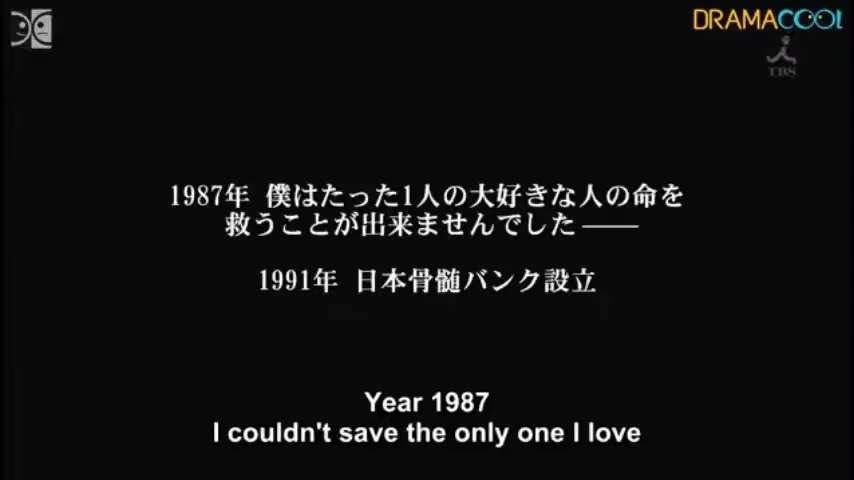 DRAMACOOL
TBS
1987年 僕はたった1人の大好きな人の命を
救うことが出来ませんでした――
1991年 日本骨髄バンク設立
Year 1987
I couldn't save the only one I love